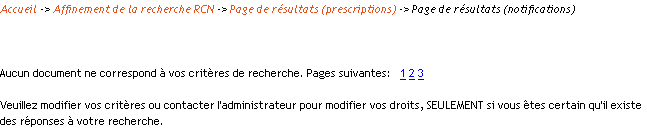 Accueil -> Affinement de la recherche RCN -> Page de résultats (prescriptions) -> Page de résultats (notifications)
Aucun document ne correspond à vos critères de recherche. Pages suivantes: 1 2 3
Veuillez modifier vos critères ou contacter l'administrateur pour modifier vos droits, SEULEMENT si vous êtes certain qu'il existe
des réponses à votre recherche.